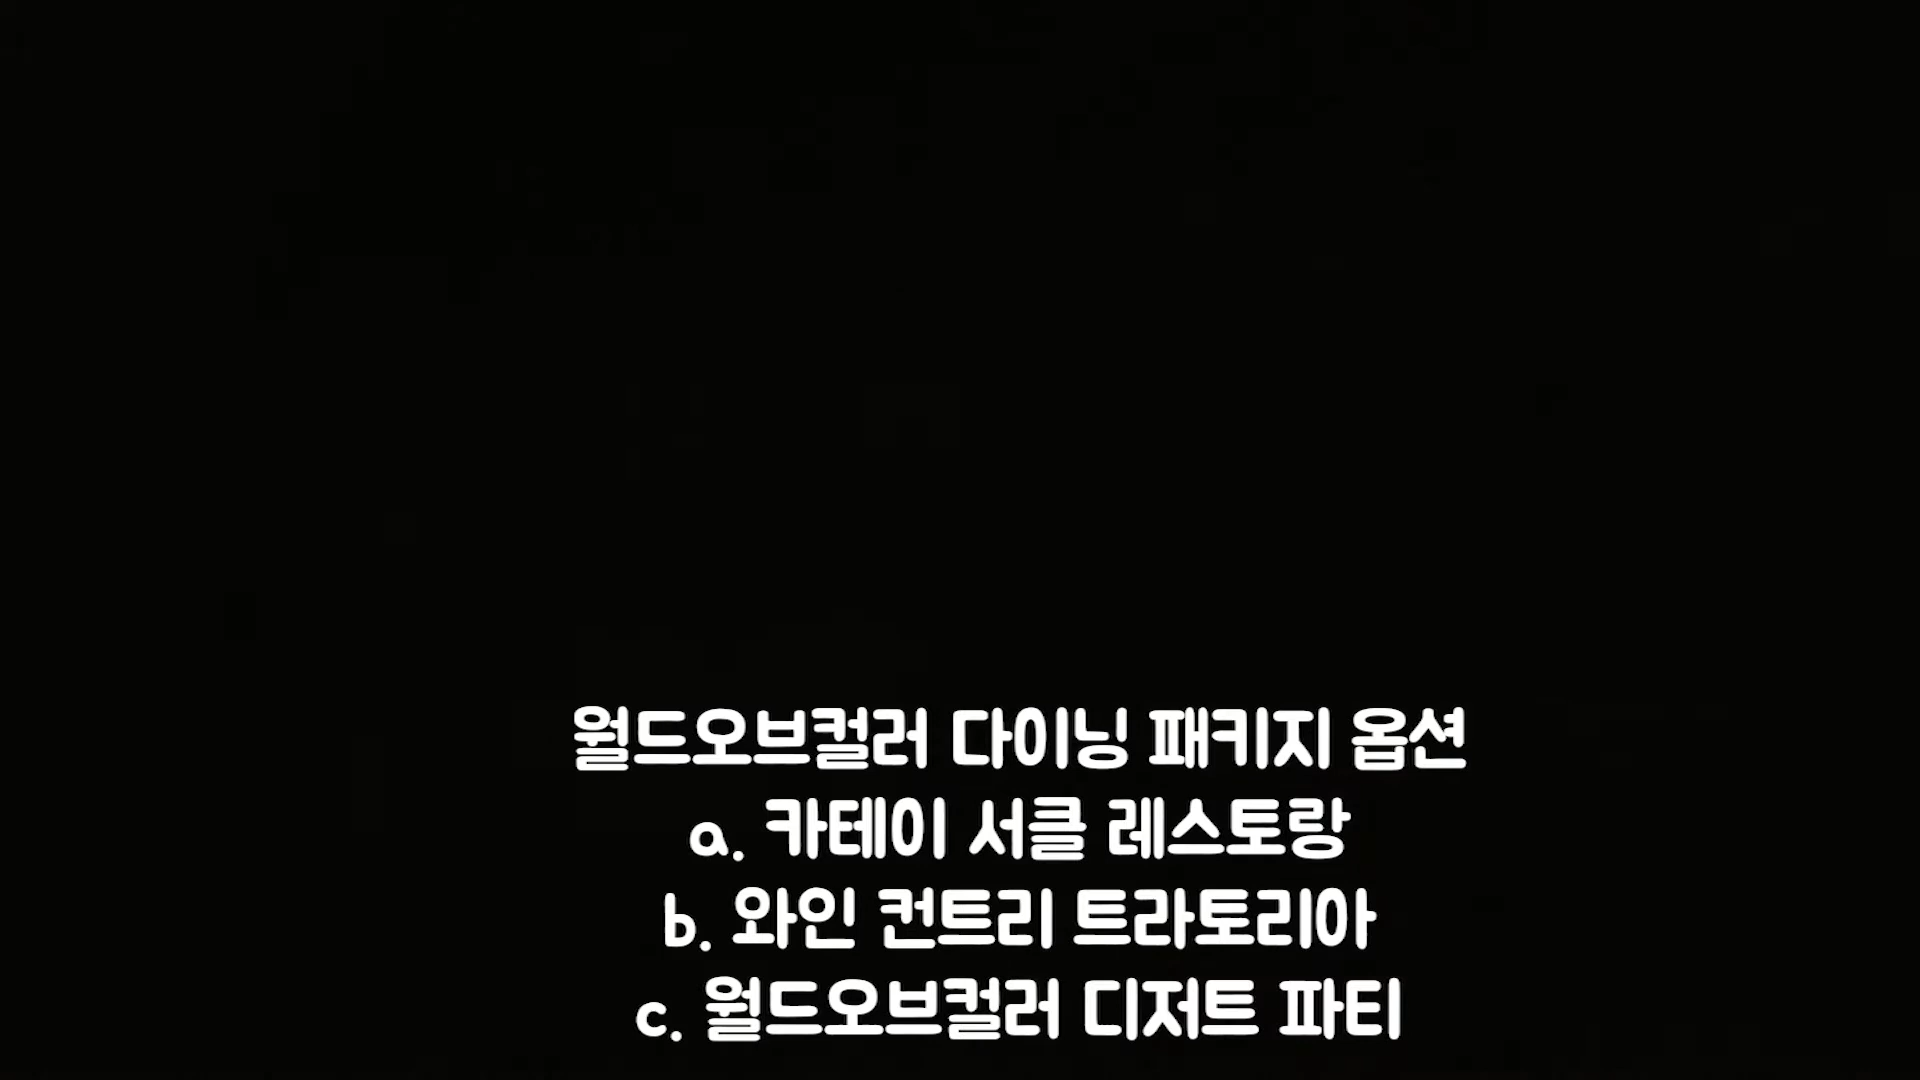 월드오브컬러 다이닝 패키지 옵션
a. 카테이 서클 레스토랑
b. 와인 컨트리 트라토리아
c. 월드오브컬러 디저트 파티